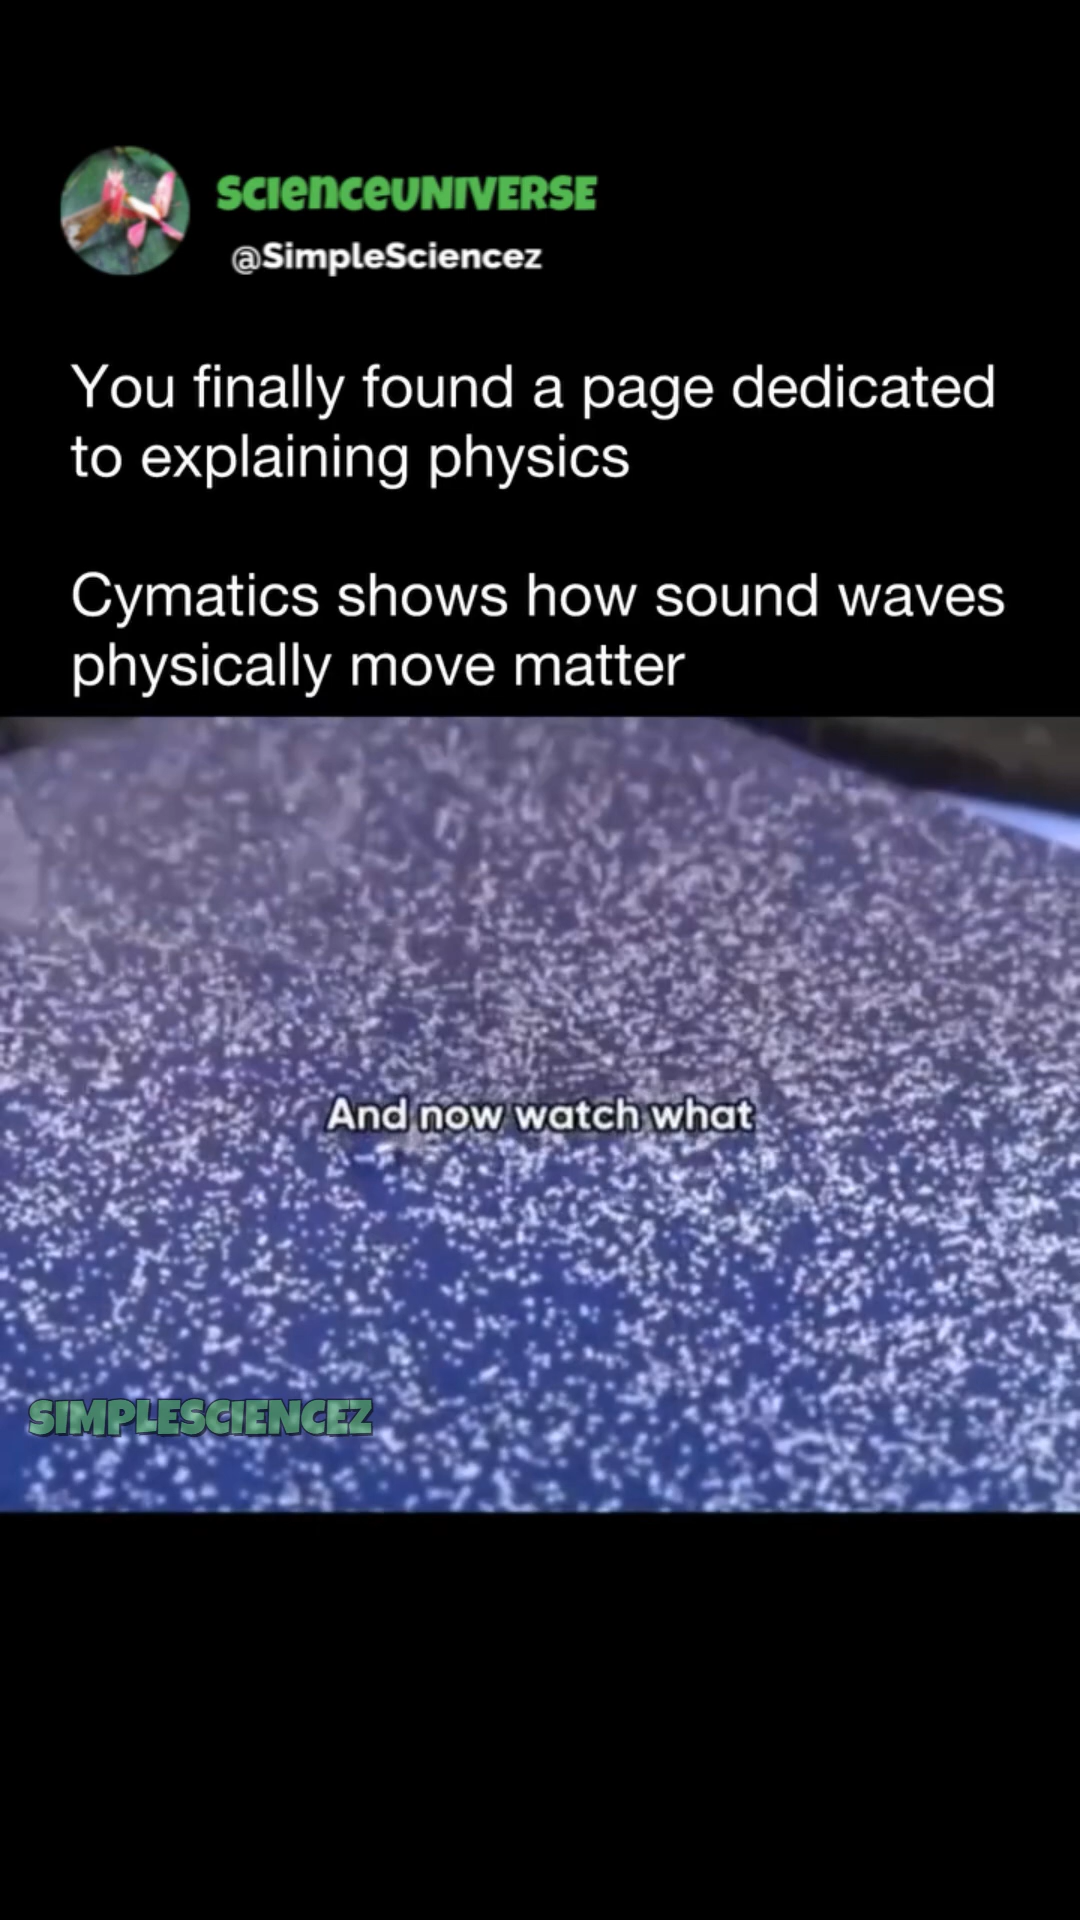 SCIENCEUNIVERSE
@SimpleSciencez
You finally found a page dedicated
to explaining physics
Cymatics shows how sound waves
physically move matter
And now watch what
SIMPLESCIENCEZ